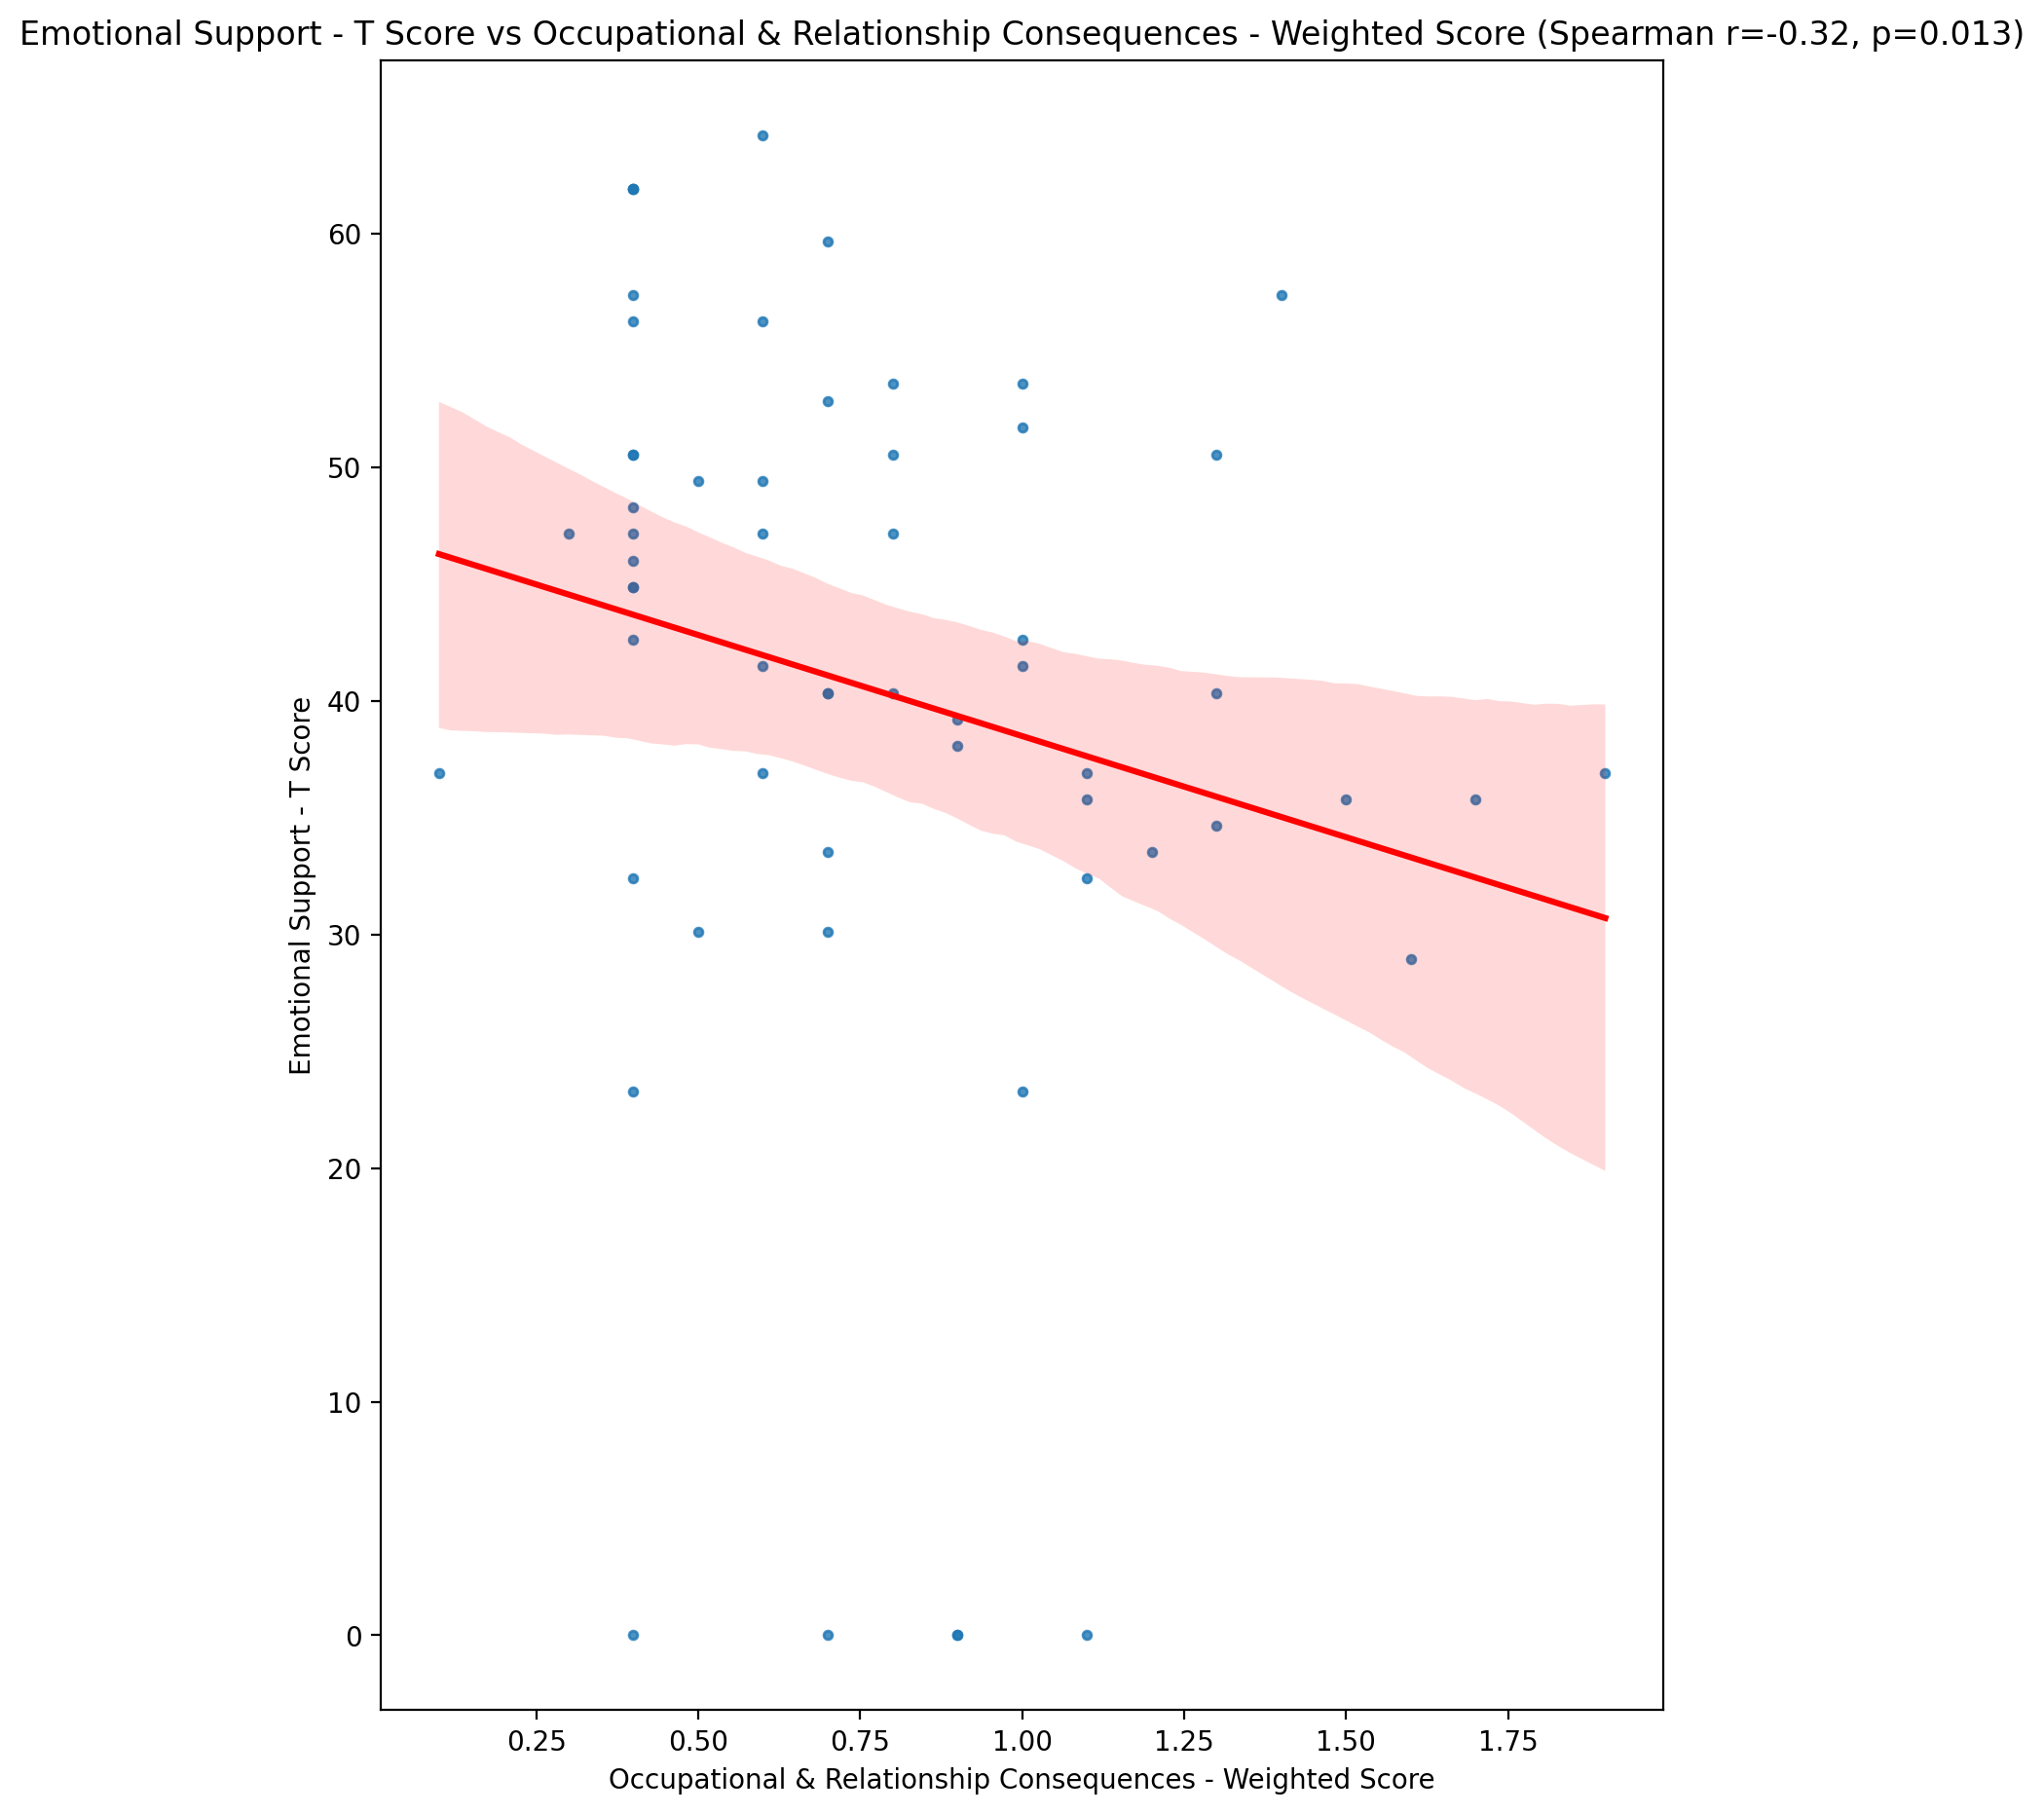 Emotional Support - T Score vs Occupational & Relationship Consequences - Weighted Score (Spearman r=-0.32, p=0.013)
Emotional Support - T Score
60
50
40
30
20
10
0
0.25 0.50 0.75 1.00 1.25 1.50 1.75
Occupational & Relationship Consequences - Weighted Score